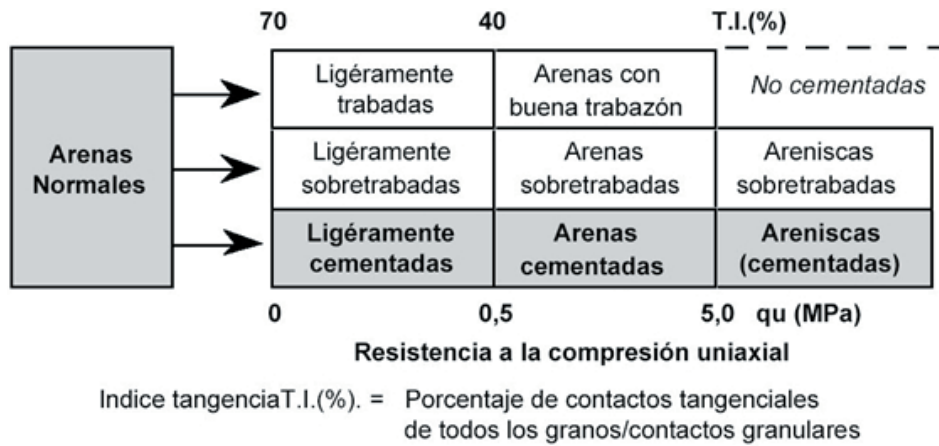 70 40 T.I.(%)
Arenas
Normales
Ligéramente
trabadas
Arenas con
buena trabazón
No cementadas
Ligéramente
sobretrabadas
Arenas
sobretrabadas
Areniscas
sobretrabadas
Ligéramente
cementadas
Arenas
cementadas
Areniscas
(cementadas)
0 0,5 5,0 qu (MPa)
Resistencia a la compresión uniaxial
Indice tangenciaT.I.(%). = Porcentaje de contactos tangenciales
de todos los granos/contactos granulares